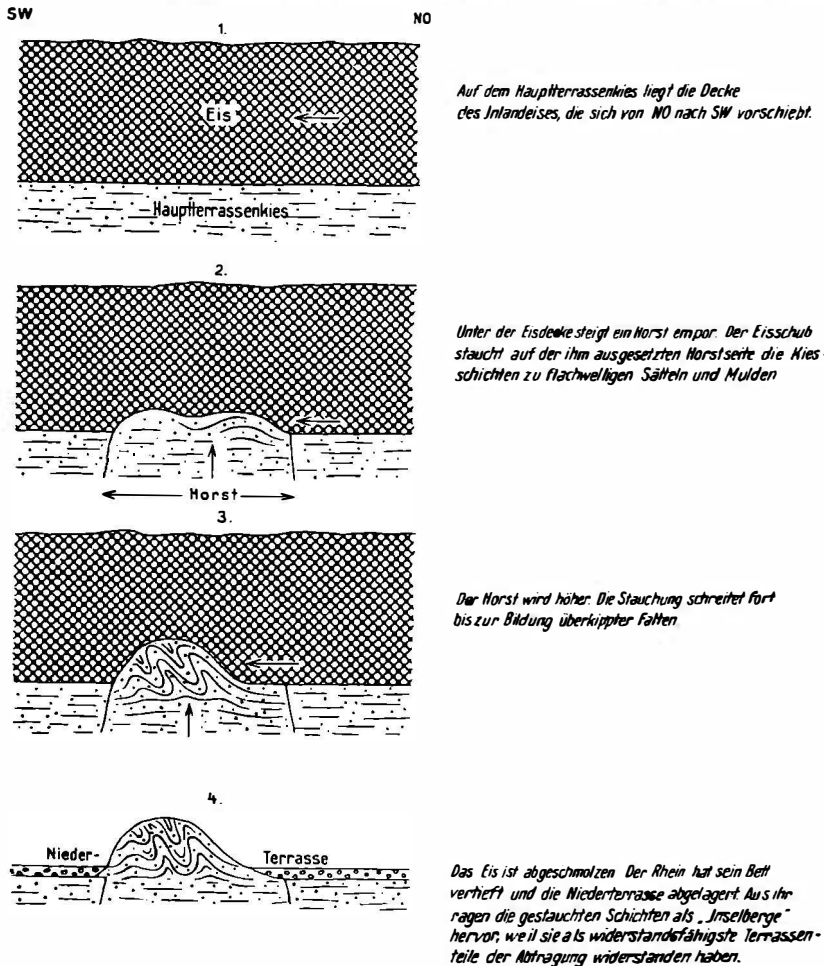 SW
NO
1.
Eis
Hauptterrassenkies
Auf dem Hauptterrassenkies liegt die Decke
des Jnlandeises, die sich von NO nach SW vorschiebt.
2.
Horst
Unter der Eisdecke steigt ein Horst empor. Der Eisschub
staucht auf der ihm ausgesetzten Horstseite die Kies-
schichten zu flachwelligen Sätteln und Mulden
3.
Der Horst wird höher. Die Stauchung schreitet fort
bis zur Bildung überkippter Falten
4.
Nieder-
Terrasse
Das Eis ist abgeschmolzen Der Rhein hat sein Bett
vertieft und die Niederterrasse abgelagert. Aus ihr
ragen die gestauchten Schichten als „Jnselberge"
hervor, weil sie als widerstandsfähigste Terrassen-
teile der Abtragung widerstanden haben.